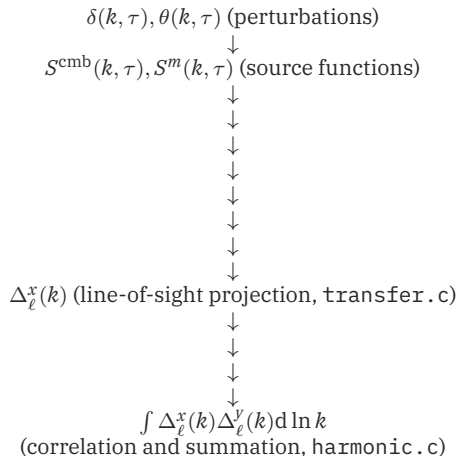 δ(k, τ), θ(k, τ) (perturbations)
S^cmb(k, τ), S^m(k, τ) (source functions)
Δ_ℓ^x(k) (line-of-sight projection, transfer.c)
∫ Δ_ℓ^x(k)Δ_ℓ^y(k)d ln k
(correlation and summation, harmonic.c)